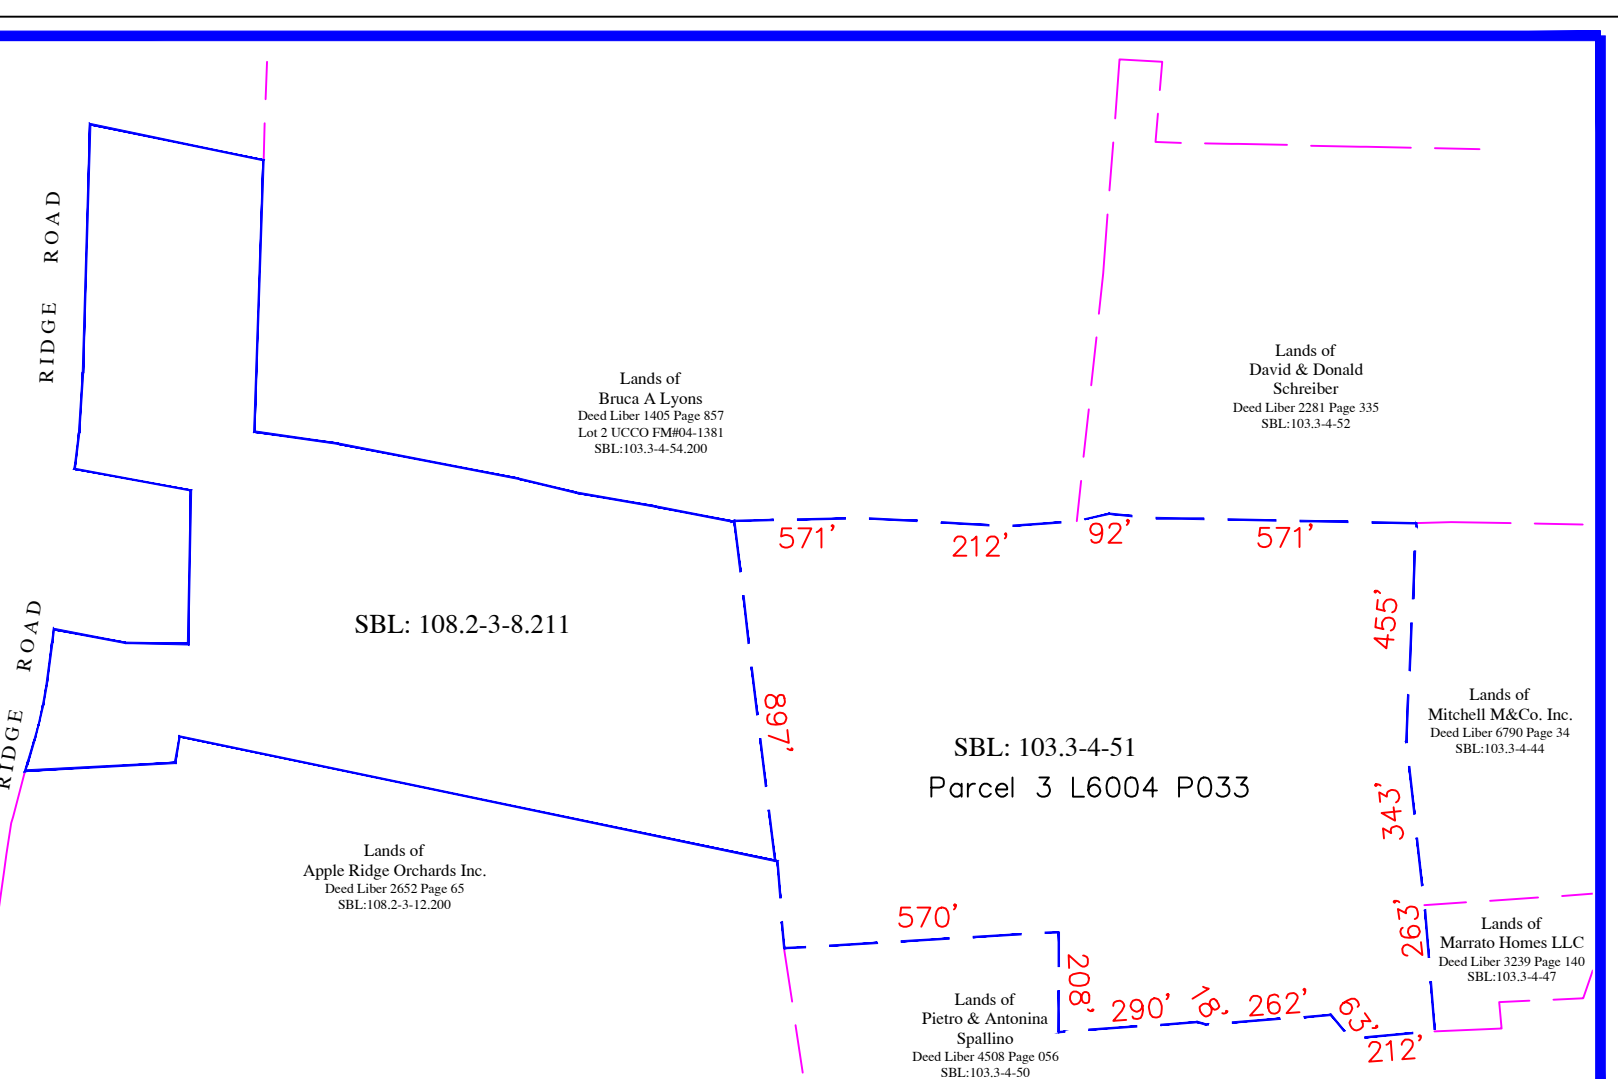 RIDGE ROAD
Lands of
Bruca A Lyons
Deed Liber 1405 Page 857
Lot 2 UCCO FM#04-1381
SBL:103.3-4-54.200
Lands of
David & Donald
Schreiber
Deed Liber 2281 Page 335
SBL:103.3-4-52
571'
212'
92'
571'
455'
RIDGE ROAD
SBL: 108.2-3-8.211
897'
SBL: 103.3-4-51
Parcel 3 L6004 P033
343'
Lands of
Mitchell M&Co. Inc.
Deed Liber 6790 Page 34
SBL:103.3-4-44
Lands of
Apple Ridge Orchards Inc.
Deed Liber 2652 Page 65
SBL:108.2-3-12.200
570'
263'
Lands of
Marrato Homes LLC
Deed Liber 3239 Page 140
SBL:103.3-4-47
208'
290'
18'
262'
63'
212'
Lands of
Pietro & Antonina
Spallino
Deed Liber 4508 Page 056
SBL:103.3-4-50